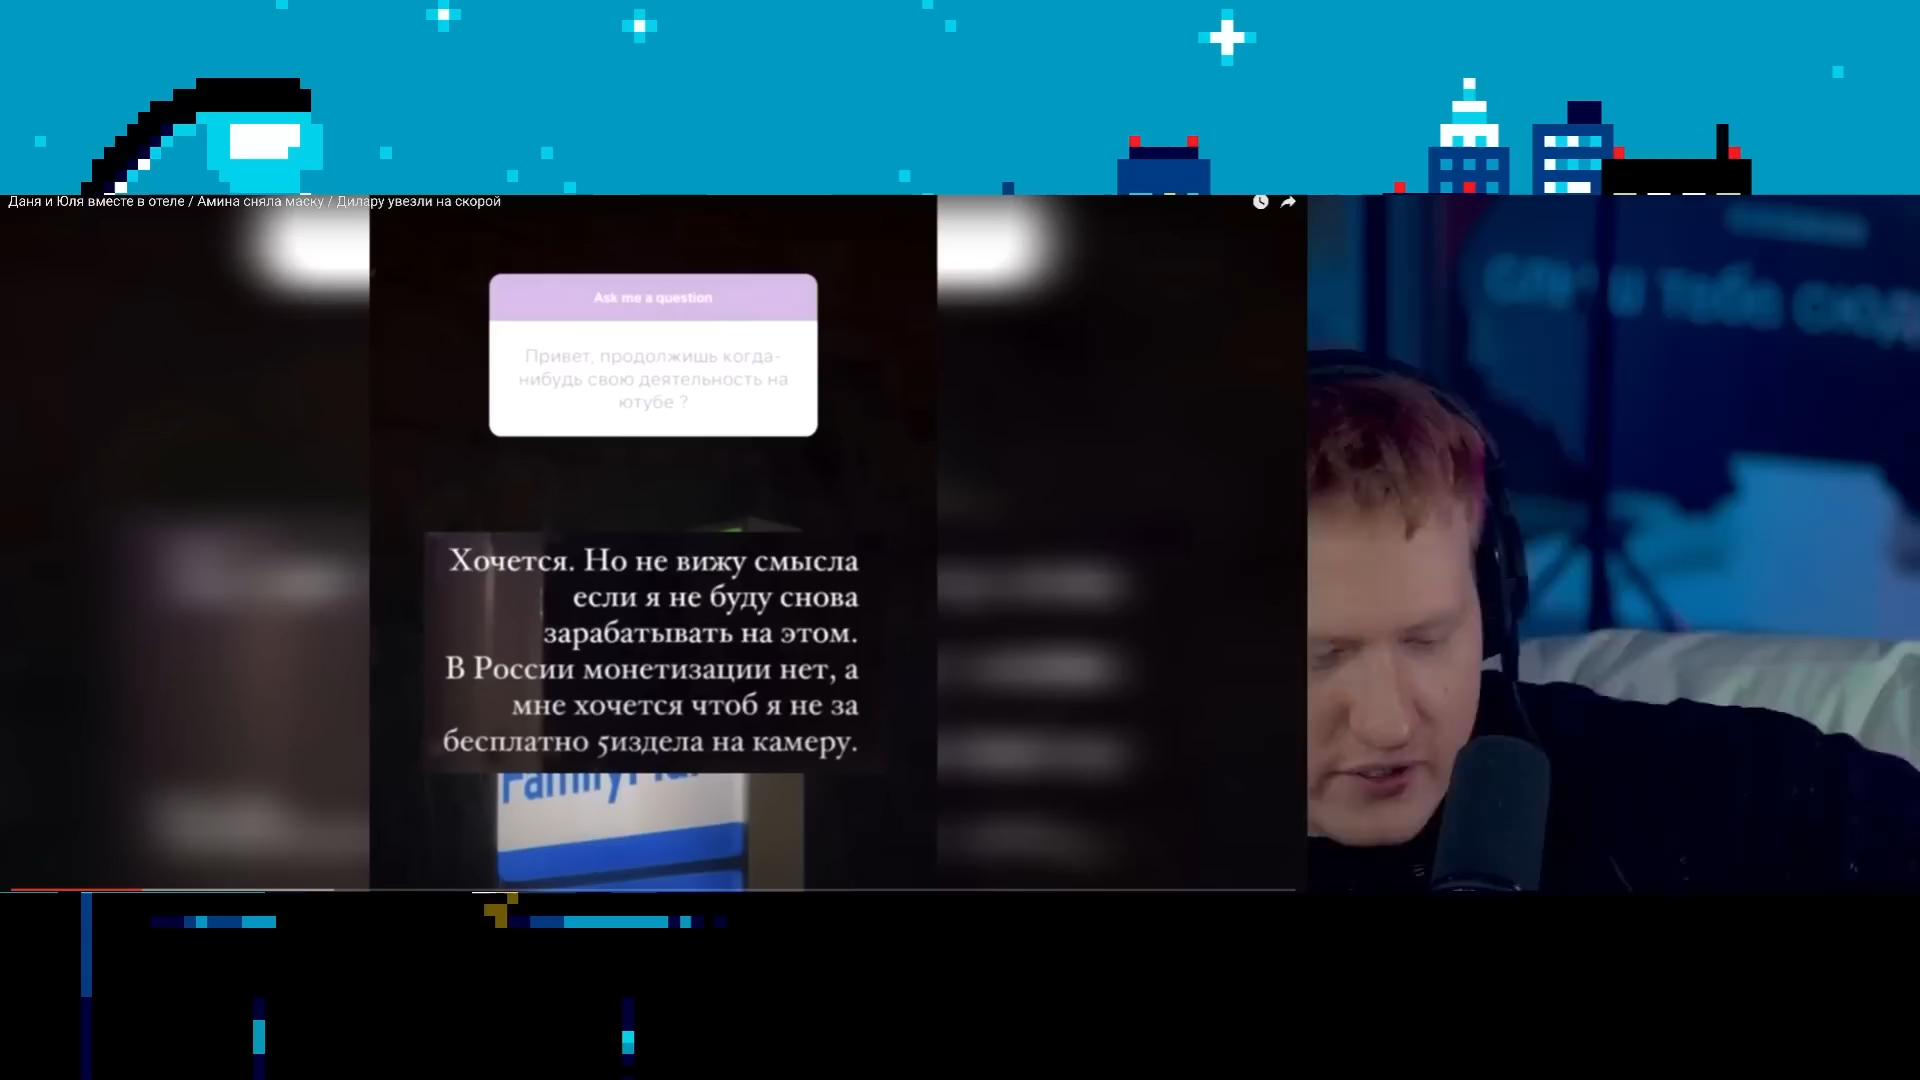 Даня и Юля вместе в отеле / Амина сняла маску / Дилару увезли на скорой
Ask me a question
Привет, продолжишь когда-
нибудь свою деятельность на
ютубе ?
Хочется. Но не вижу смысла
если я не буду снова
зарабатывать на этом.
В России монетизации нет, а
мне хочется чтоб я не за
бесплатно 5издела на камеру.